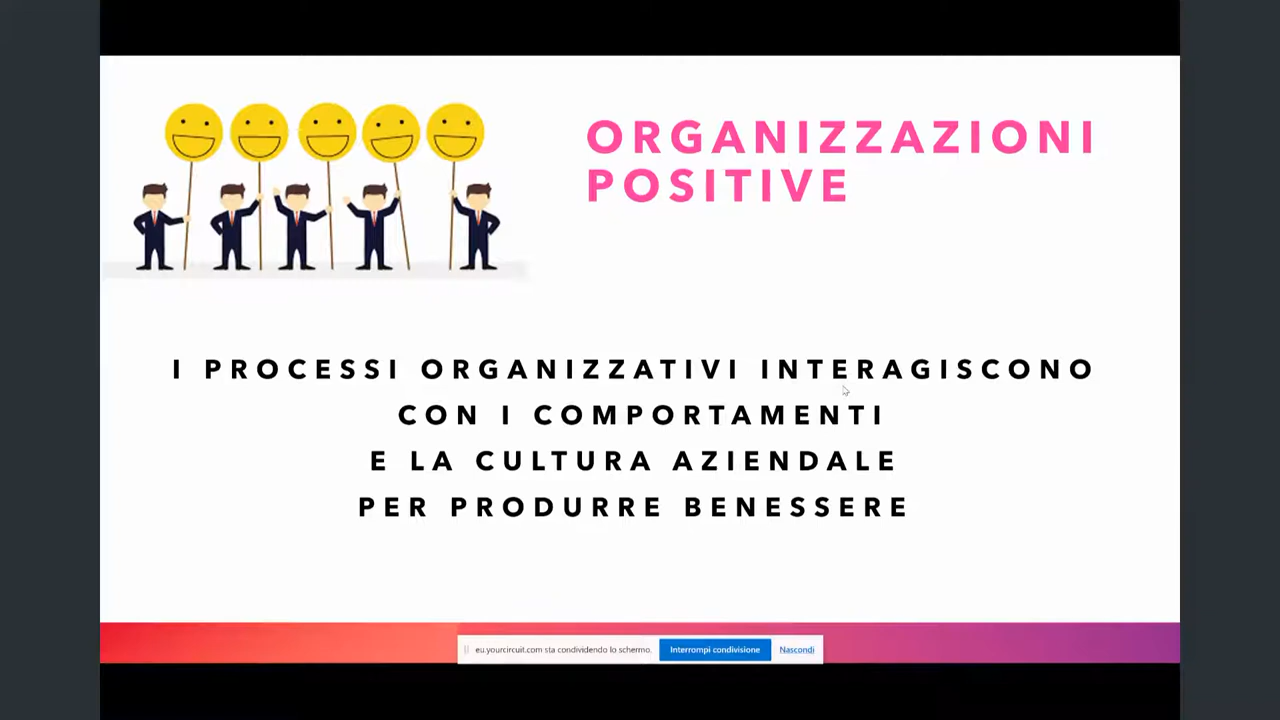 ORGANIZZAZIONI
POSITIVE
I PROCESSI ORGANIZZATIVI INTERAGISCONO
CON I COMPORTAMENTI
E LA CULTURA AZIENDALE
PER PRODURRE BENESSERE
eu.yourcircuit.com sta condividendo lo schermo. Interrompi condivisione Nascondi